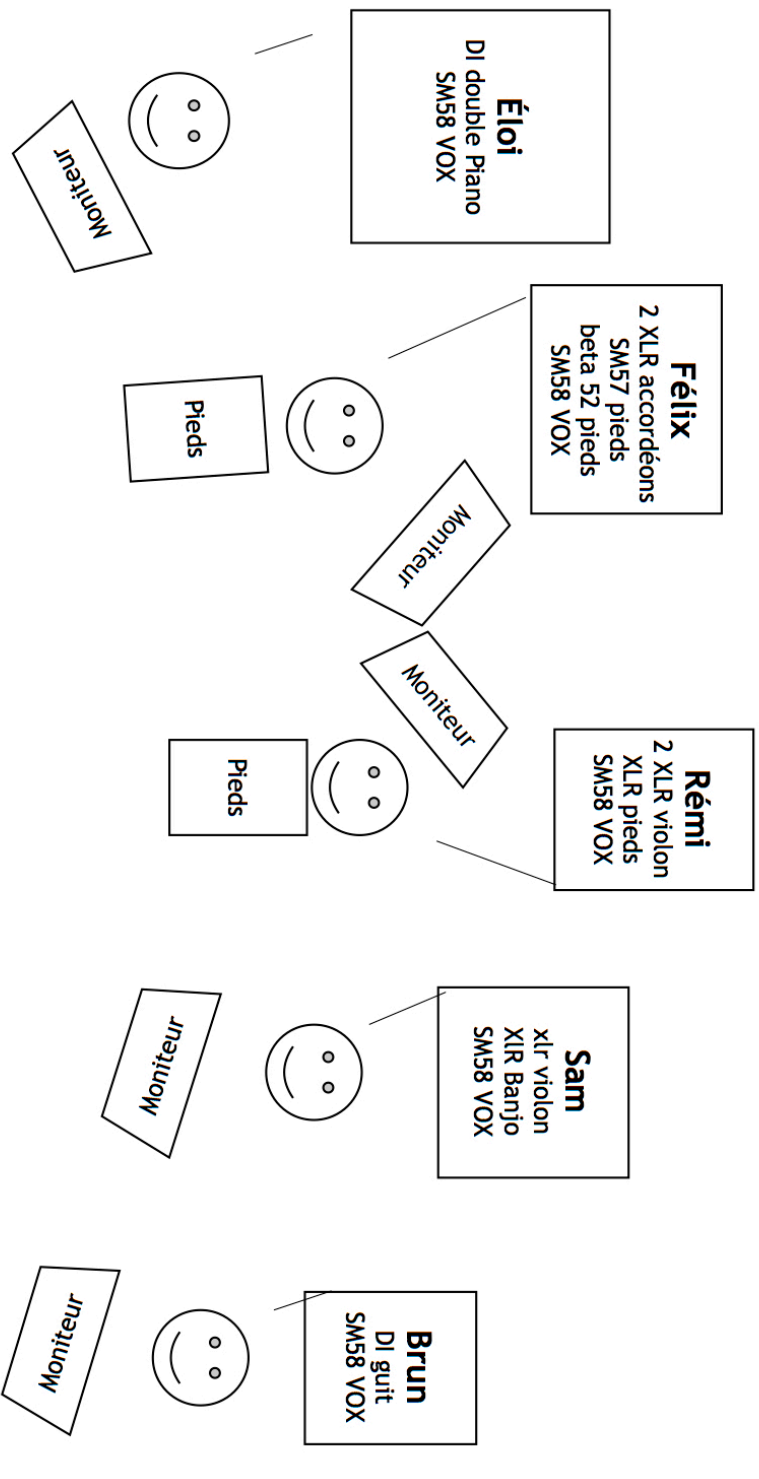 Éloi
DI double Piano
SM58 VOX
Moniteur
Félix
2 XLR accordéons
SM57 pieds
beta 52 pieds
SM58 VOX
Pieds
Moniteur
Moniteur
Rémi
2 XLR violon
XLR pieds
SM58 VOX
Pieds
Sam
xlr violon
XlR Banjo
SM58 VOX
Moniteur
Brun
DI guit
SM58 VOX
Moniteur